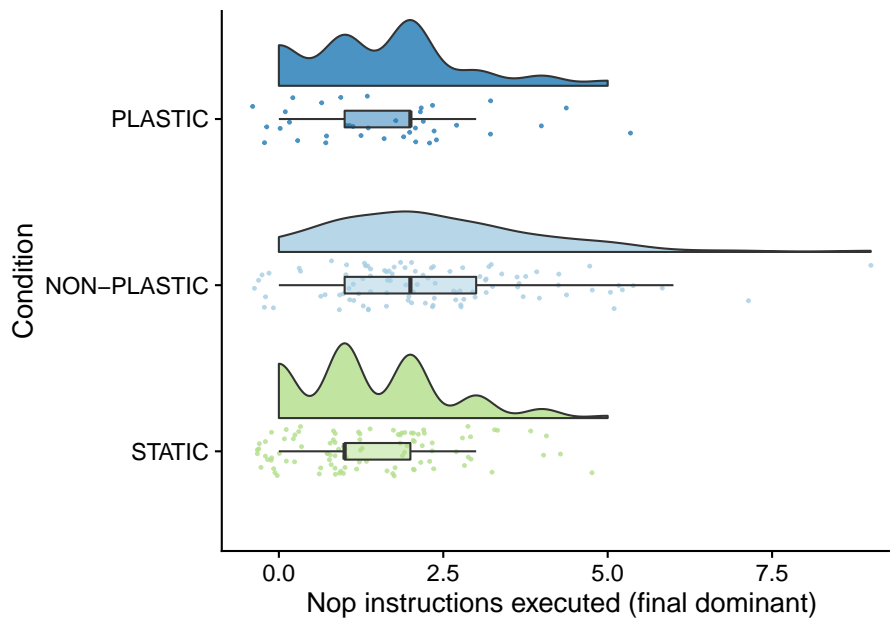 PLASTIC
NON−PLASTIC
STATIC
Condition
0.0 2.5 5.0 7.5
Nop instructions executed (final dominant)